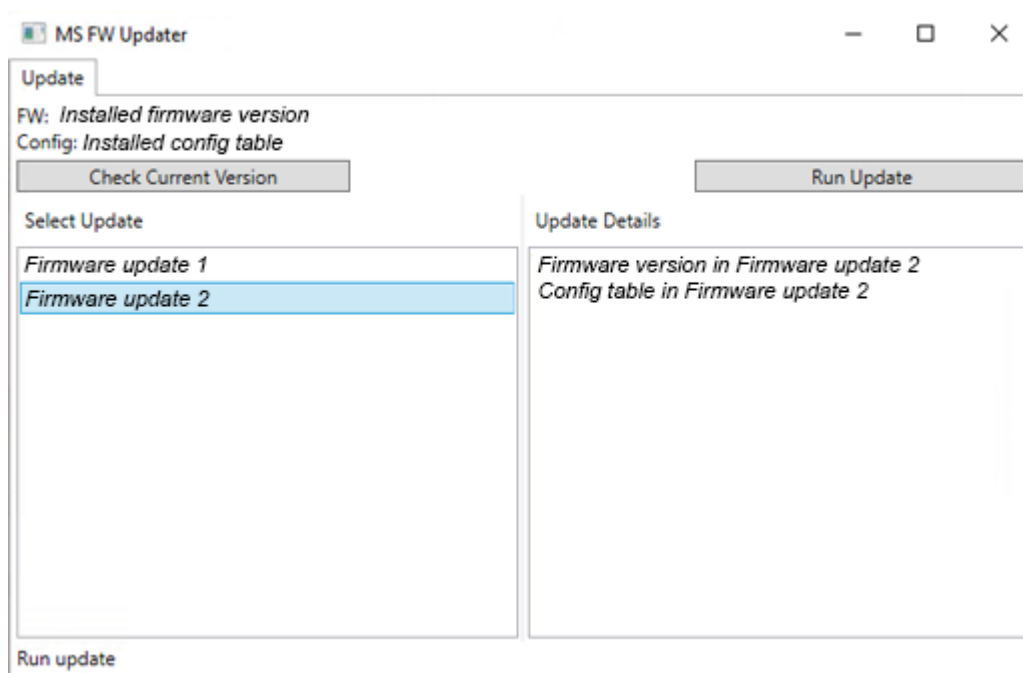 MS FW Updater
Update
FW: Installed firmware version
Config: Installed config table
Check Current Version
Run Update
Select Update
Update Details
Firmware update 1
Firmware update 2
Firmware version in Firmware update 2
Config table in Firmware update 2
Run update